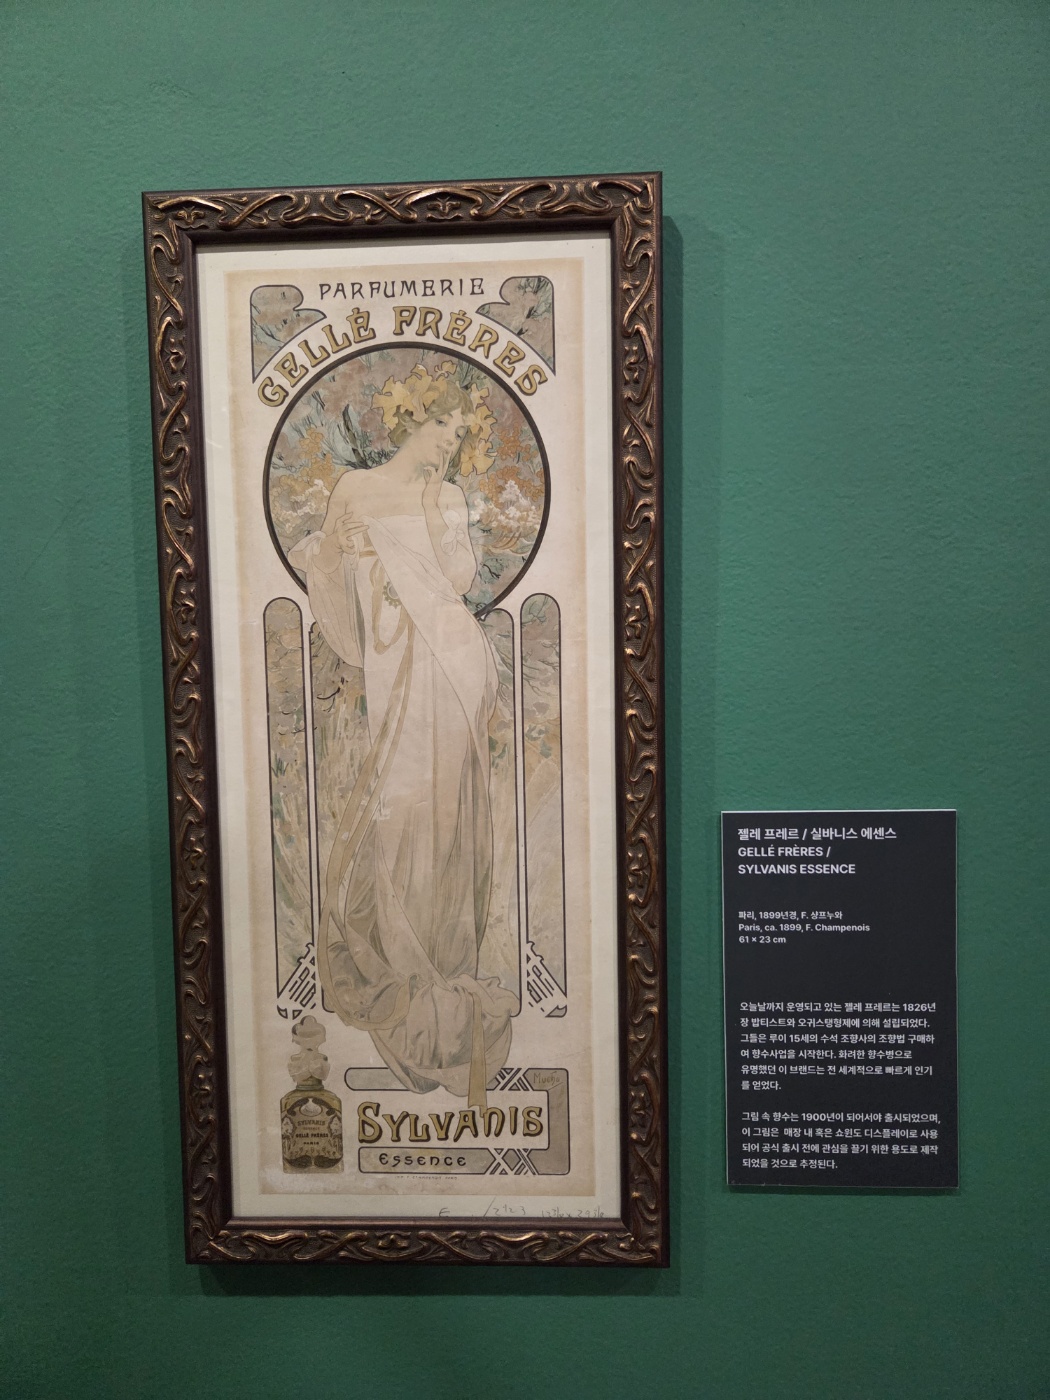 PARFUMERIE
GELLÉ FRÈRES
Mucha
SYLVANIS
GELLÉ FRÈRES
PARIS
SYLVANIS
ESSENCE
젤레 프레르 / 실바니스 에센스
GELLÉ FRÈRES /
SYLVANIS ESSENCE
파리, 1899년경, F. 샹프누와
Paris, ca. 1899, F. Champenois
61 × 23 cm
오늘날까지 운영되고 있는 젤레 프레르는 1826년
장 밥티스트와 오귀스탱형제에 의해 설립되었다.
그들은 루이 15세의 수석 조향사의 조향법 구매하
여 향수사업을 시작한다. 화려한 향수병으로
유명했던 이 브랜드는 전 세계적으로 빠르게 인기
를 얻었다.
그림 속 향수는 1900년이 되어서야 출시되었으며,
이 그림은 매장 내 혹은 쇼윈도 디스플레이로 사용
되어 공식 출시 전에 관심을 끌기 위한 용도로 제작
되었을 것으로 추정된다.